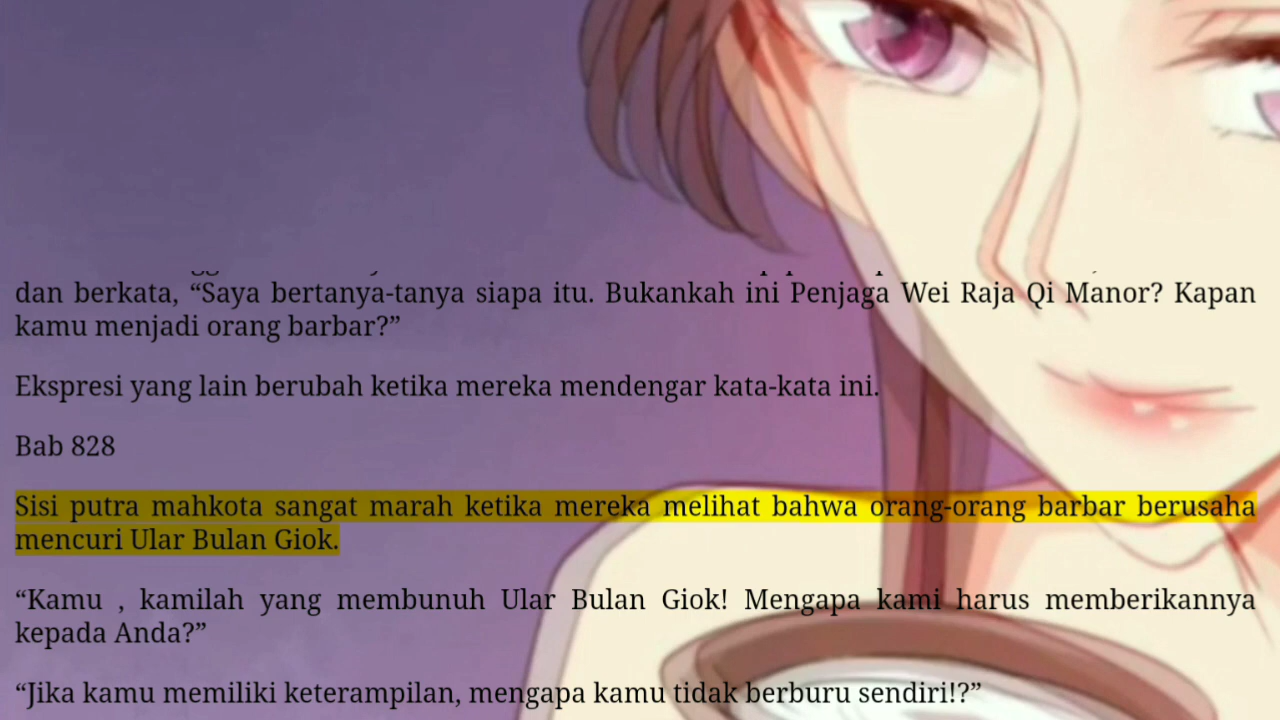 dan berkata, “Saya bertanya-tanya siapa itu. Bukankah ini Penjaga Wei Raja Qi Manor? Kapan
kamu menjadi orang barbar?”
Ekspresi yang lain berubah ketika mereka mendengar kata-kata ini.
Bab 828
Sisi putra mahkota sangat marah ketika mereka melihat bahwa orang-orang barbar berusaha
mencuri Ular Bulan Giok.
“Kamu , kamilah yang membunuh Ular Bulan Giok! Mengapa kami harus memberikannya
kepada Anda?”
“Jika kamu memiliki keterampilan, mengapa kamu tidak berburu sendiri!?”